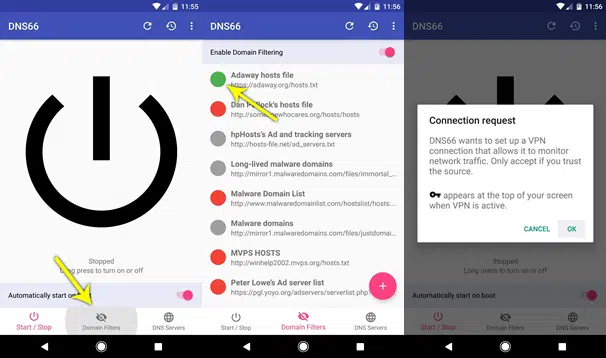 11:55
DNS66
Stopped
Long press to turn on or off
Automatically start on
Start / Stop
Domain Filters
DNS Servers
11:56
DNS66
Enable Domain Filtering
Adaway hosts file
https://adaway.org/hosts.txt
Dan Pollock's hosts file
http://someonewhocares.org/hosts/hosts
hpHosts's Ad and tracking servers
http://hosts-file.net/ad_servers.txt
Long-lived malware domains
http://mirror1.malwaredomains.com/files/immortal_...
Malware Domain List
http://www.malwaredomainlist.com/hostslist/hosts.
Malware domains
http://mirror1.malwaredomains.com/files/justdomai...
MVPS HOSTS
http://winhelp2002.mvps.org/hosts.txt
Peter Lowe's Ad server list
https://pgl.yoyo.org/adservers/serverlist.php?
Start / Stop
Domain Filters
DNS Servers
11:56
DNS66
Connection request
DNS66 wants to set up a VPN
connection that allows it to monitor
network traffic. Only accept if you trust
the source.
appears at the top of your screen
when VPN is active.
CANCEL
OK
Stopped
Long press to turn on or off
Automatically start on boot
Start / Stop
Domain Filters
DNS Servers